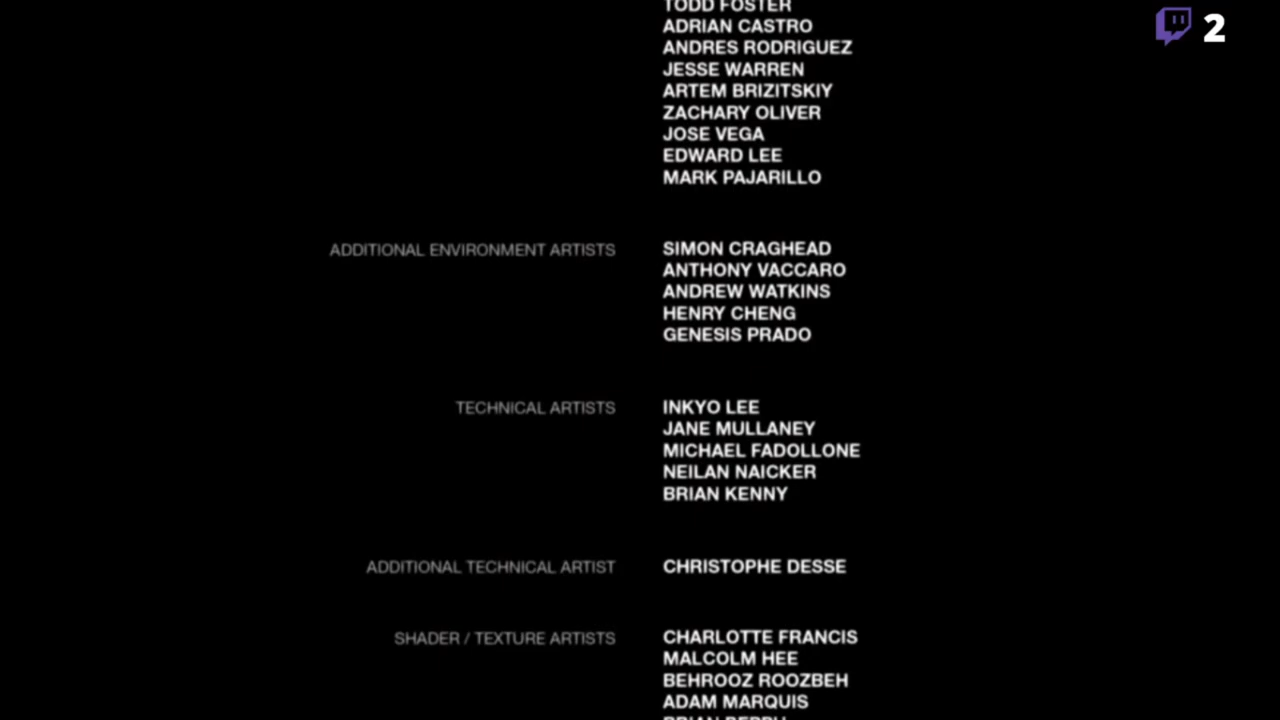 TODD FOSTER
ADRIAN CASTRO
ANDRES RODRIGUEZ
JESSE WARREN
ARTEM BRIZITSKIY
ZACHARY OLIVER
JOSE VEGA
EDWARD LEE
MARK PAJARILLO
ADDITIONAL ENVIRONMENT ARTISTS SIMON CRAGHEAD
ANTHONY VACCARO
ANDREW WATKINS
HENRY CHENG
GENESIS PRADO
TECHNICAL ARTISTS INKYO LEE
JANE MULLANEY
MICHAEL FADOLLONE
NEILAN NAICKER
BRIAN KENNY
ADDITIONAL TECHNICAL ARTIST CHRISTOPHE DESSE
SHADER / TEXTURE ARTISTS CHARLOTTE FRANCIS
MALCOLM HEE
BEHROOZ ROOZBEH
ADAM MARQUIS
2